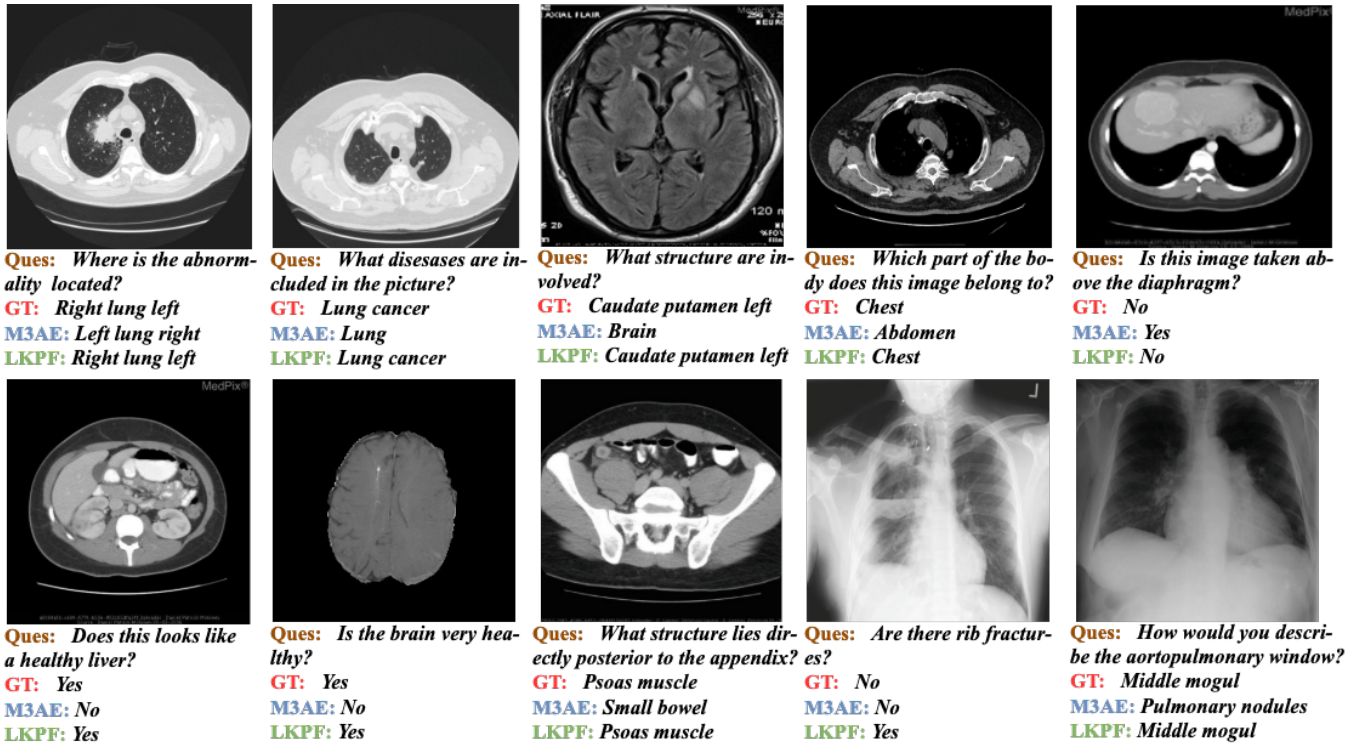 MedPix®
AXIAL FLAIR
120 m
Ques: Where is the abnorm-
ality located?
GT: Right lung left
M3AE: Left lung right
LKPF: Right lung left
Ques: What disesases are in-
cluded in the picture?
GT: Lung cancer
M3AE: Lung
LKPF: Lung cancer
Ques: What structure are in-
volved?
GT: Caudate putamen left
M3AE: Brain
LKPF: Caudate putamen left
Ques: Which part of the bo-
dy does this image belong to?
GT: Chest
M3AE: Abdomen
LKPF: Chest
Ques: Is this image taken ab-
ove the diaphragm?
GT: No
M3AE: Yes
LKPF: No
MedPix®
Ques: Does this looks like
a healthy liver?
GT: Yes
M3AE: No
LKPF: Yes
Ques: Is the brain very hea-
lthy?
GT: Yes
M3AE: No
LKPF: Yes
Ques: What structure lies dir-
ectly posterior to the appendix?
GT: Psoas muscle
M3AE: Small bowel
LKPF: Psoas muscle
Ques: Are there rib fractur-
es?
GT: No
M3AE: No
LKPF: Yes
Ques: How would you descri-
be the aortopulmonary window?
GT: Middle mogul
M3AE: Pulmonary nodules
LKPF: Middle mogul